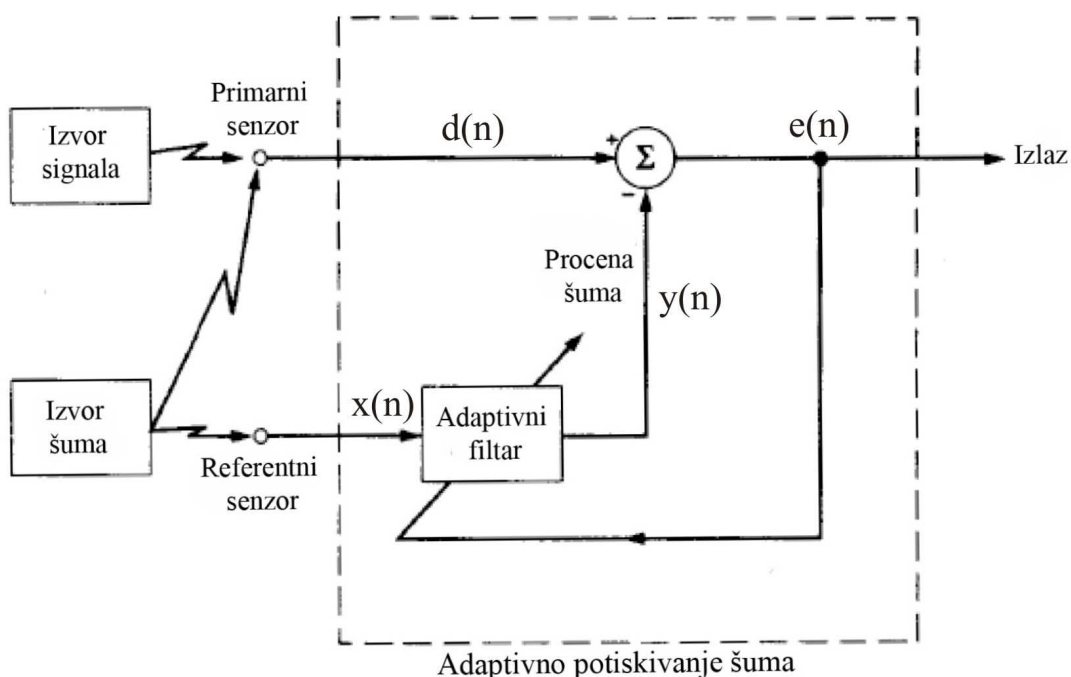 Primarni
senzor
Izvor
signala
d(n)
+
Σ
e(n)
Izlaz
−
Procena
šuma
y(n)
Izvor
šuma
x(n)
Adaptivni
filtar
Referentni
senzor
Adaptivno potiskivanje šuma